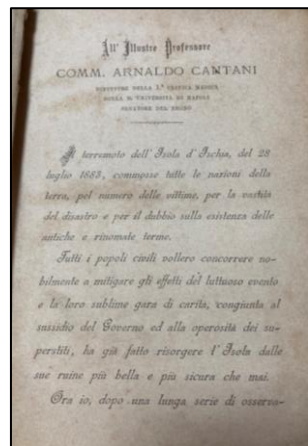 All' Illustre Professore
COMM. ARNALDO CANTANI
DIRETTORE DELLA 2.ª CLINICA MEDICA
DELLA R. UNIVERSITÀ DI NAPOLI
SENATORE DEL REGNO
Il terremoto dell' Isola d' Ischia, del 28
luglio 1883, commosse tutte le nazioni della
terra, pel numero delle vittime, per la vastità
del disastro e per il dubbio sulla esistenza delle
antiche e rinomate terme.
Tutti i popoli civili vollero concorrere no-
bilmente a mitigare gli effetti del luttuoso evento
e la loro sublime gara di carità, congiunta al
sussidio del Governo ed alla operosità dei su-
perstiti, ha già fatto risorgere l' Isola dalle
sue ruine più bella e più sicura che mai.
Ora io, dopo una lunga serie di osserva-